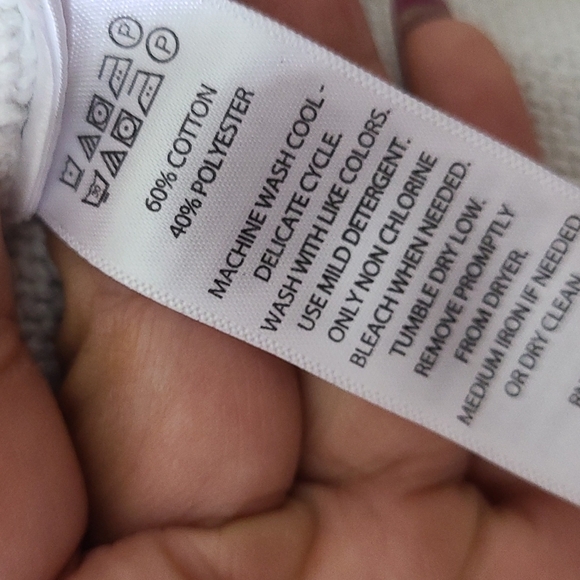 60% COTTON
40% POLYESTER
MACHINE WASH COOL -
DELICATE CYCLE.
WASH WITH LIKE COLORS.
USE MILD DETERGENT.
ONLY NON CHLORINE
BLEACH WHEN NEEDED.
TUMBLE DRY LOW.
REMOVE PROMPTLY
FROM DRYER.
MEDIUM IRON IF NEEDED
OR DRY CLEAN